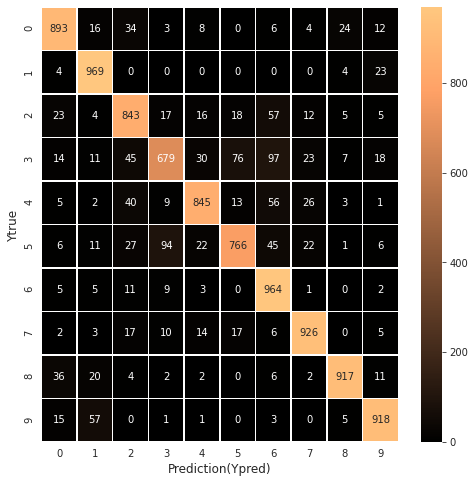 0 893 16 34 3 8 0 6 4 24 12
1 4 969 0 0 0 0 0 0 4 23
2 23 4 843 17 16 18 57 12 5 5
3 14 11 45 679 30 76 97 23 7 18
4 5 2 40 9 845 13 56 26 3 1
5 6 11 27 94 22 766 45 22 1 6
6 5 5 11 9 3 0 964 1 0 2
7 2 3 17 10 14 17 6 926 0 5
8 36 20 4 2 2 0 6 2 917 11
9 15 57 0 1 1 0 3 0 5 918
0 1 2 3 4 5 6 7 8 9
Prediction(Ypred)
Ytrue
800
600
400
200
0